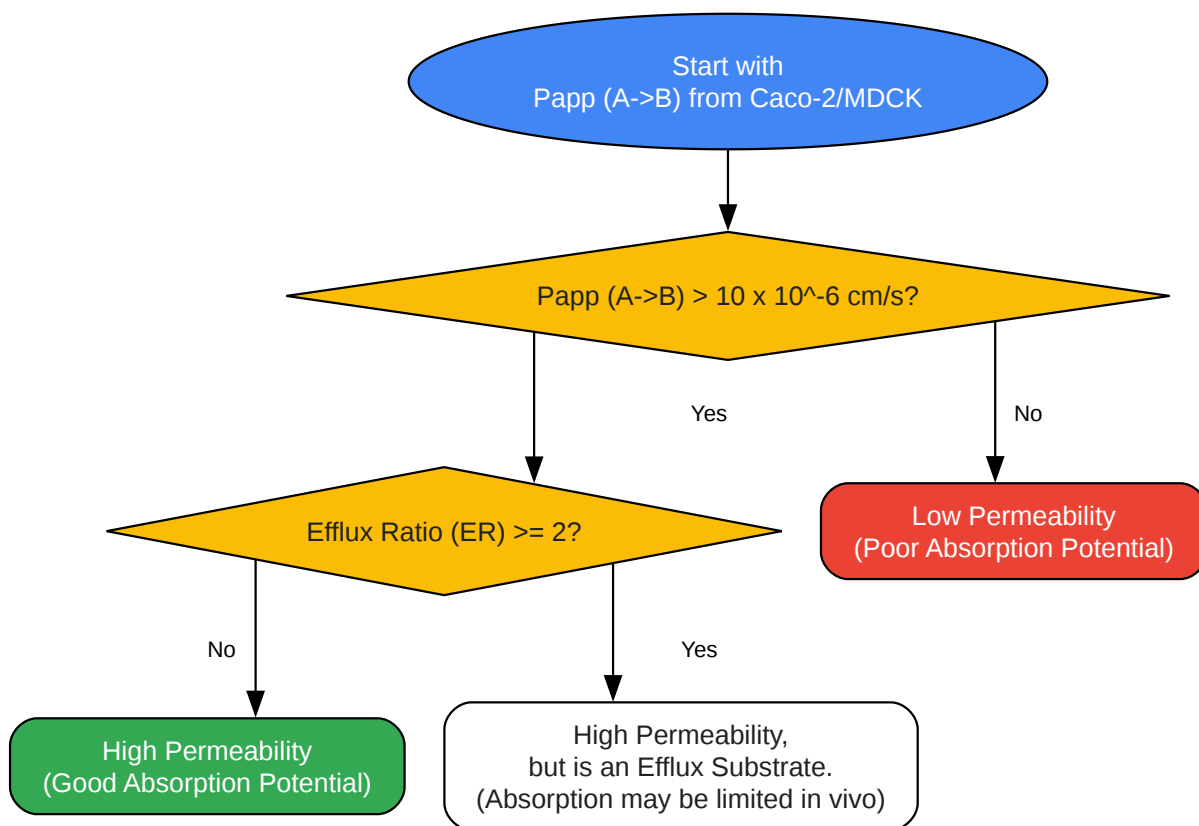 Start with
Papp (A->B) from Caco-2/MDCK
Papp (A->B) > 10 x 10^-6 cm/s?
Yes
No
Efflux Ratio (ER) >= 2?
Low Permeability
(Poor Absorption Potential)
No
Yes
High Permeability
(Good Absorption Potential)
High Permeability,
but is an Efflux Substrate.
(Absorption may be limited in vivo)